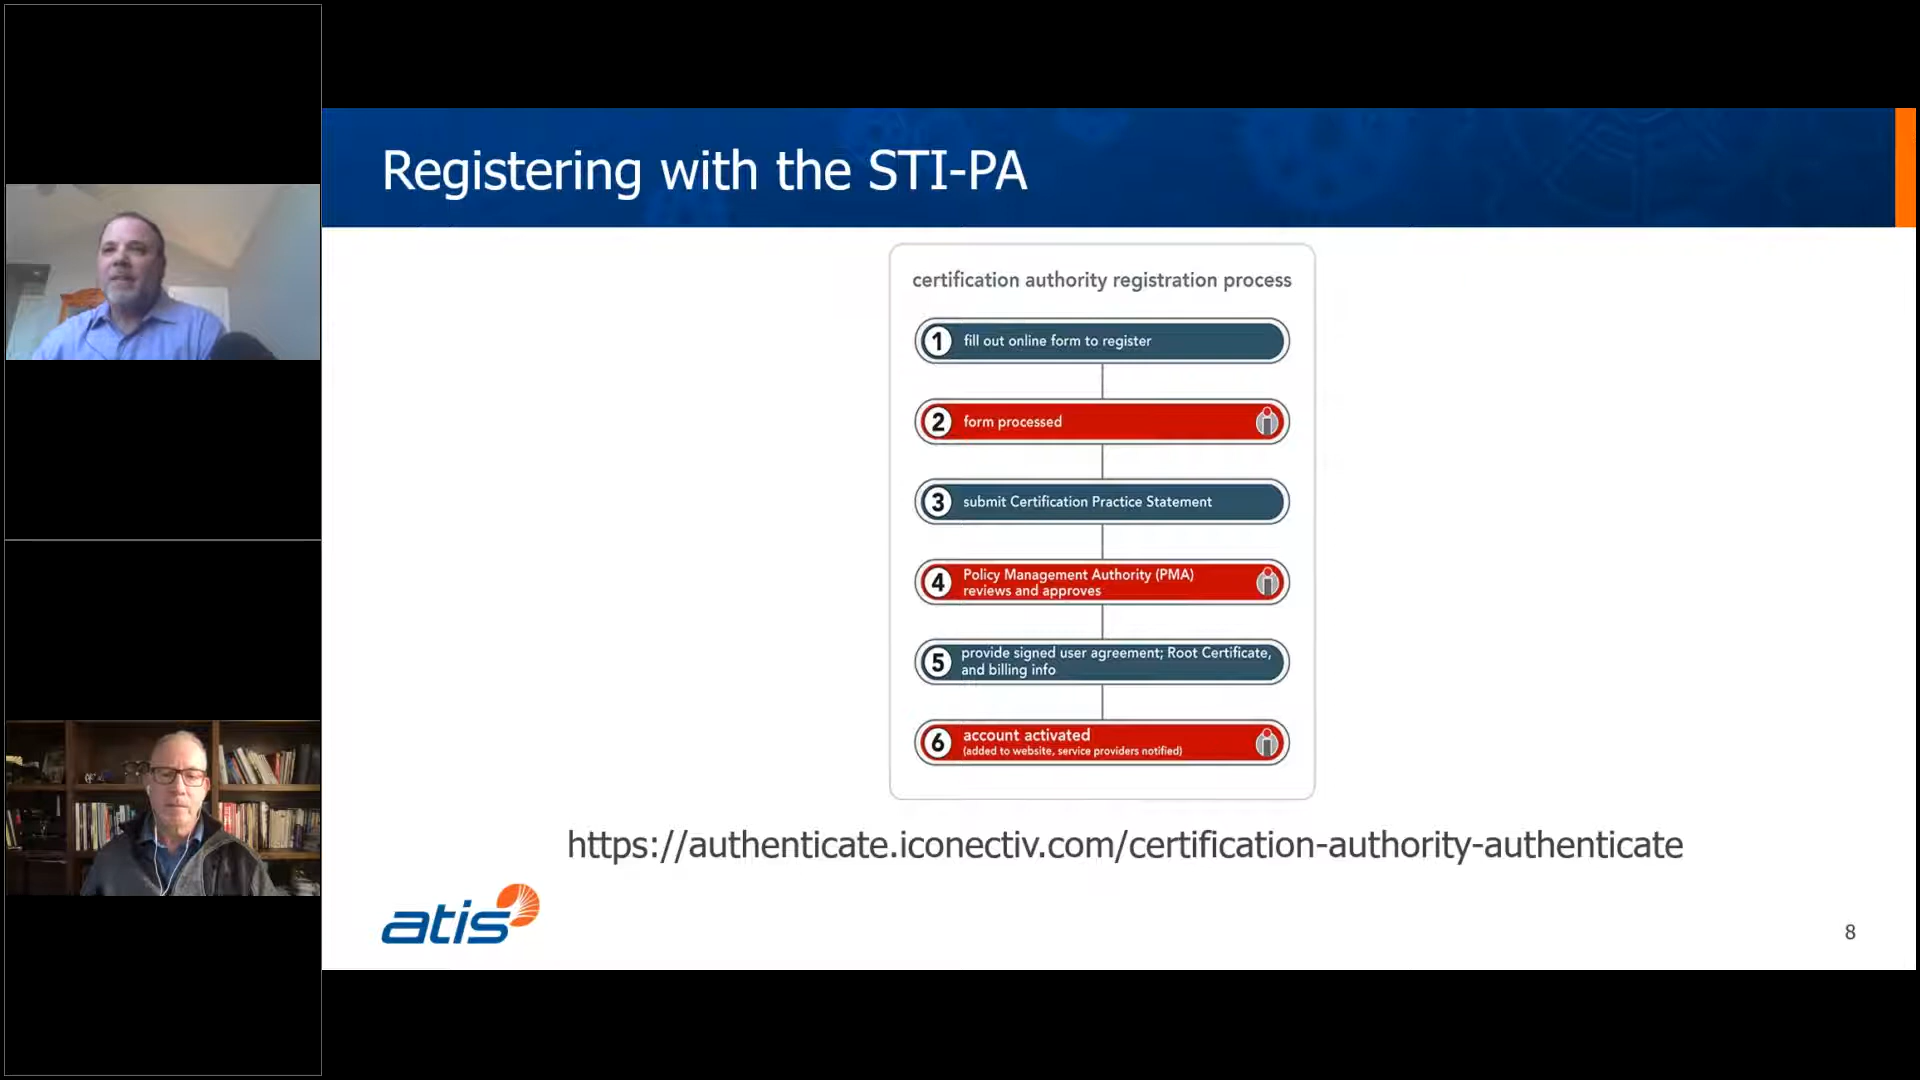 Registering with the STI-PA
certification authority registration process
1 fill out online form to register
2 form processed
3 submit Certification Practice Statement
4 Policy Management Authority (PMA)
reviews and approves
5 provide signed user agreement; Root Certificate,
and billing info
6 account activated
(added to website, service providers notified)
https://authenticate.iconectiv.com/certification-authority-authenticate
atis
8